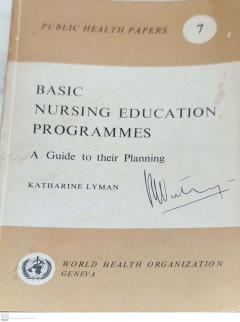 PUBLIC HEALTH PAPERS
7
BASIC
NURSING EDUCATION
PROGRAMMES
A Guide to their Planning
KATHARINE LYMAN
WORLD HEALTH ORGANIZATION
GENEVA